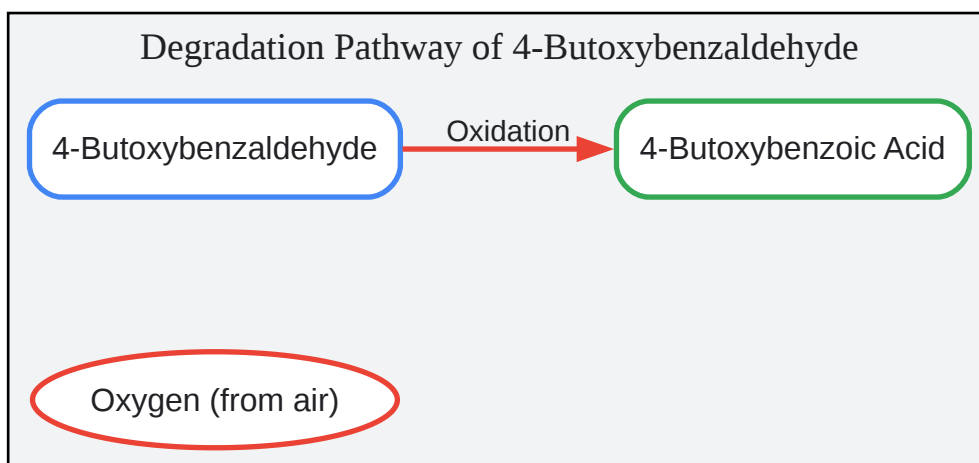 Degradation Pathway of 4-Butoxybenzaldehyde
4-Butoxybenzaldehyde
Oxidation
4-Butoxybenzoic Acid
Oxygen (from air)